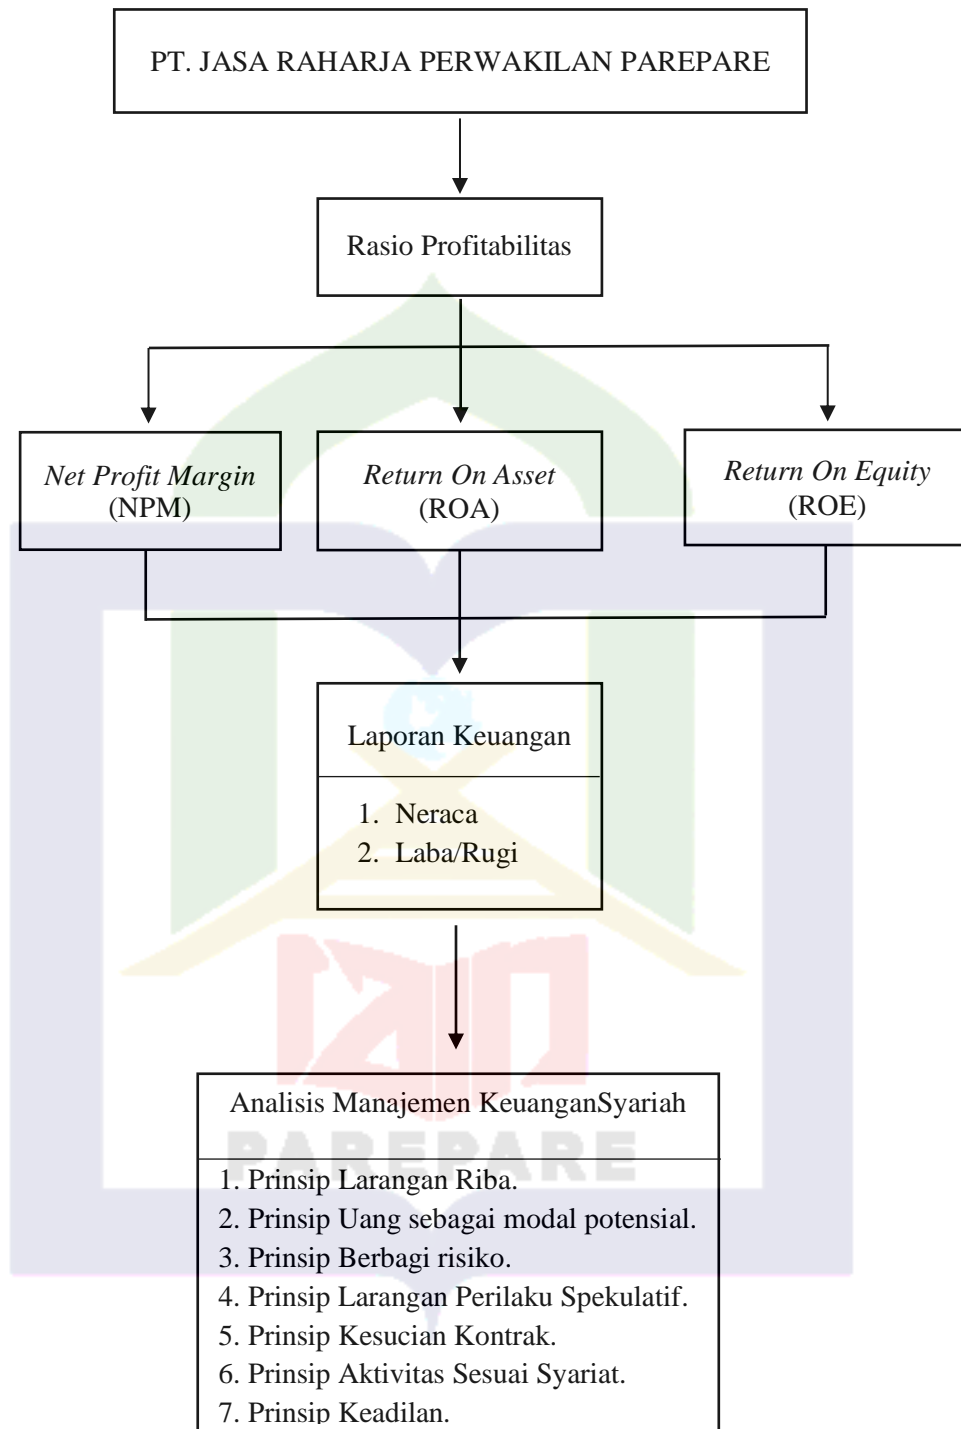 PT. JASA RAHARJA PERWAKILAN PAREPARE
Rasio Profitabilitas
Net Profit Margin
(NPM)
Return On Asset
(ROA)
Return On Equity
(ROE)
Laporan Keuangan
1. Neraca
2. Laba/Rugi
Analisis Manajemen KeuanganSyariah
PAREPARE
1. Prinsip Larangan Riba.
2. Prinsip Uang sebagai modal potensial.
3. Prinsip Berbagi risiko.
4. Prinsip Larangan Perilaku Spekulatif.
5. Prinsip Kesucian Kontrak.
6. Prinsip Aktivitas Sesuai Syariat.
7. Prinsip Keadilan.